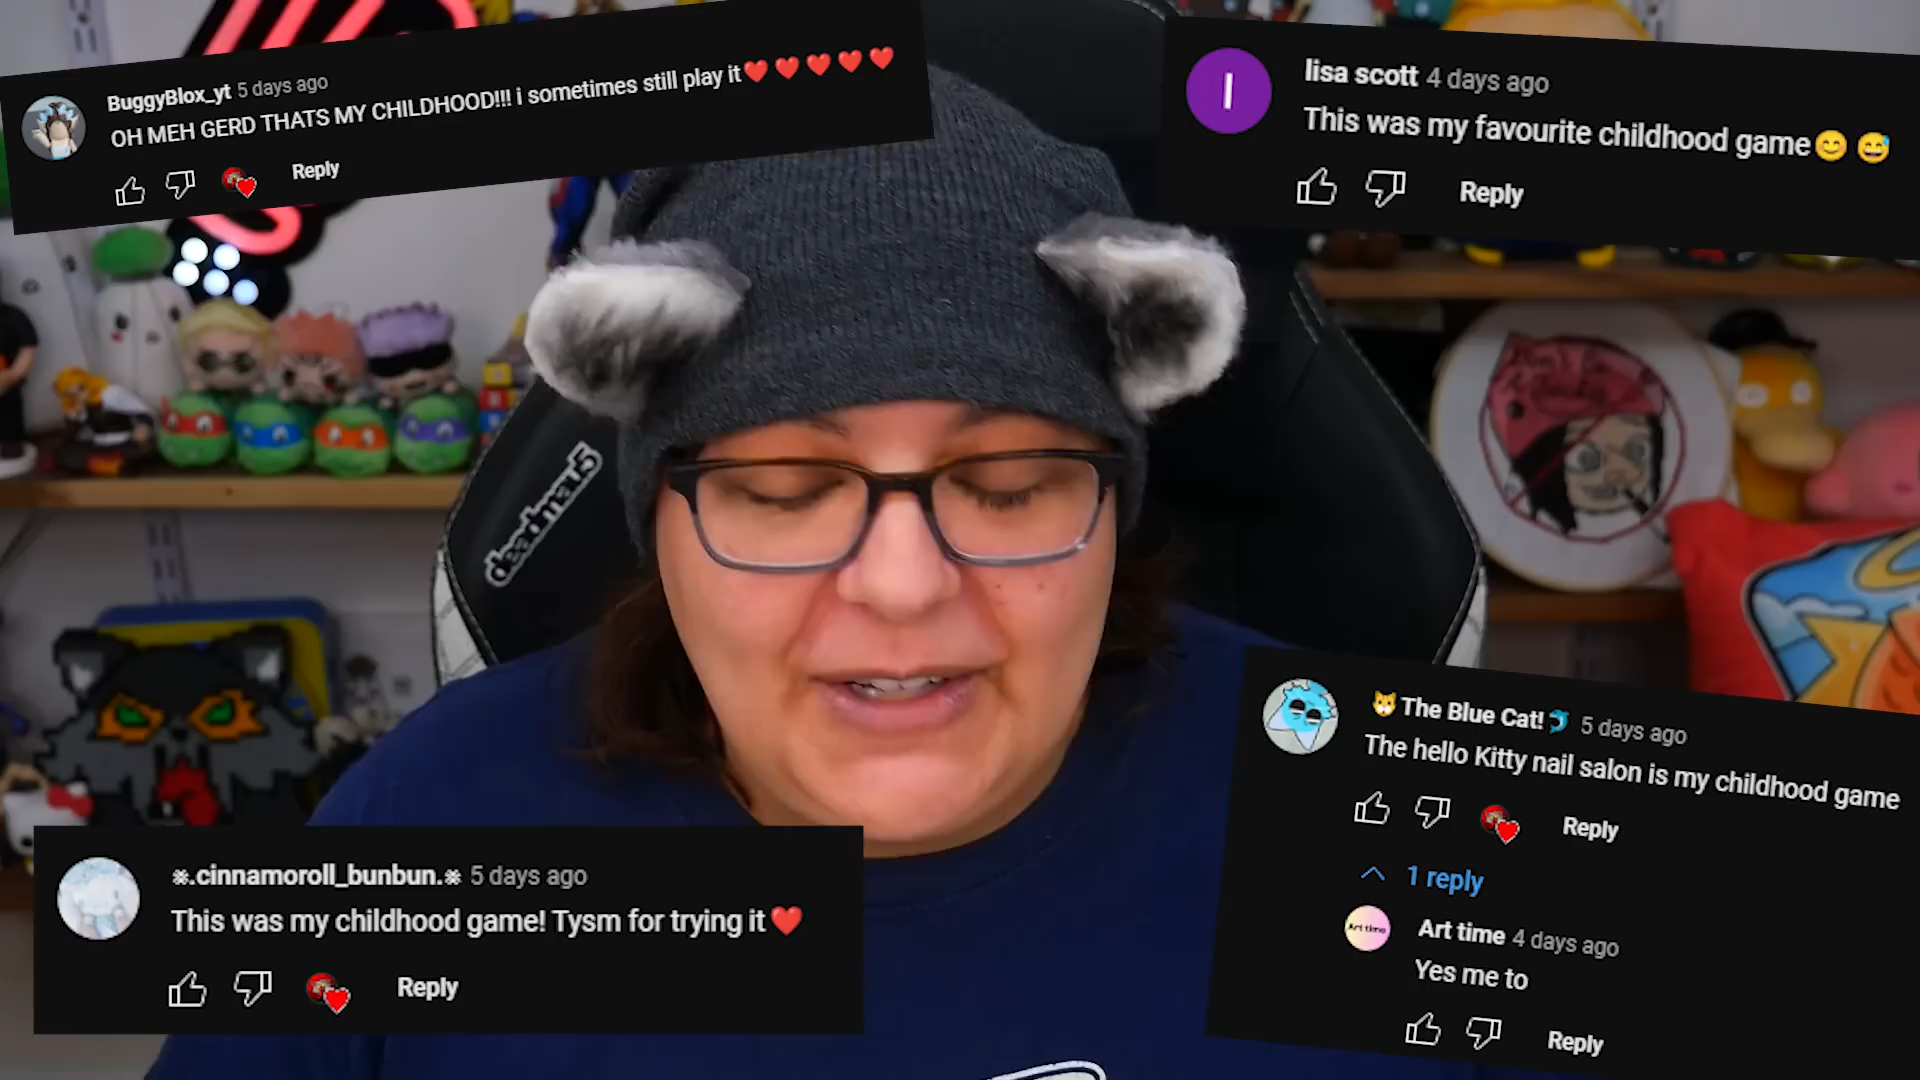 BuggyBlox_yt 5 days ago
OH MEH GERD THATS MY CHILDHOOD!!! i sometimes still play it❤️❤️❤️❤️❤️
Reply
l
lisa scott 4 days ago
This was my favourite childhood game😊 😅
Reply
deadmau5
🐱The Blue Cat!🐬 5 days ago
The hello Kitty nail salon is my childhood game
Reply
1 reply
Art time
Art time 4 days ago
Yes me to
Reply
⨳.cinnamoroll_bunbun.⨳ 5 days ago
This was my childhood game! Tysm for trying it❤️
Reply